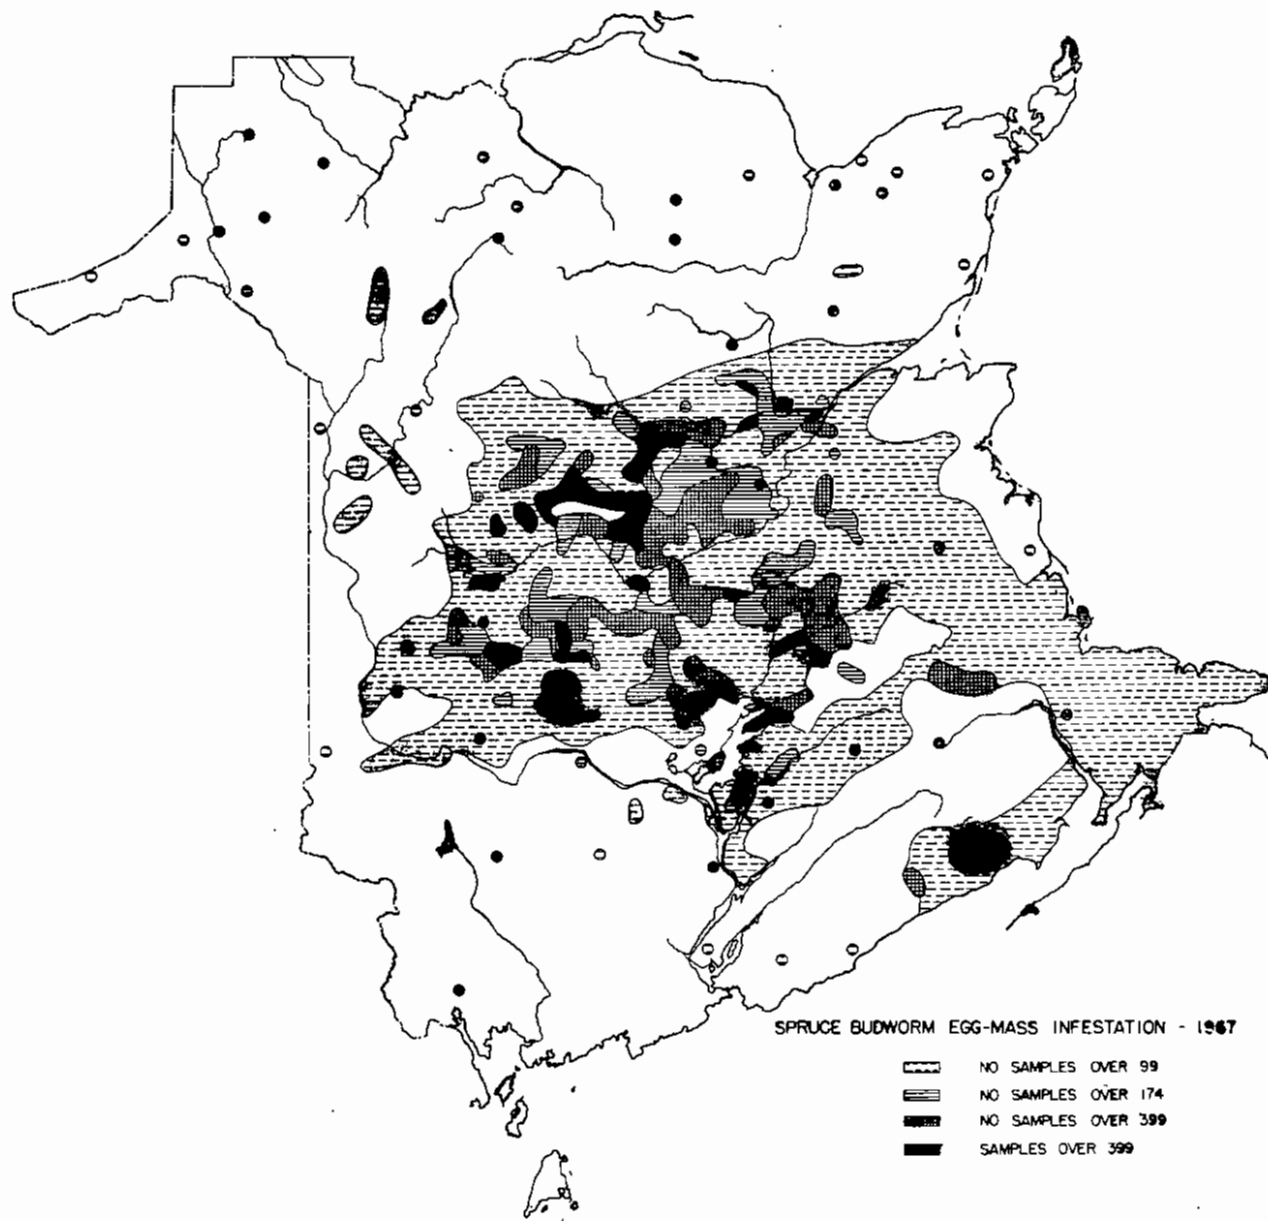 SPRUCE BUDWORM EGG-MASS INFESTATION - 1967
NO SAMPLES OVER 99
NO SAMPLES OVER 174
NO SAMPLES OVER 399
SAMPLES OVER 399